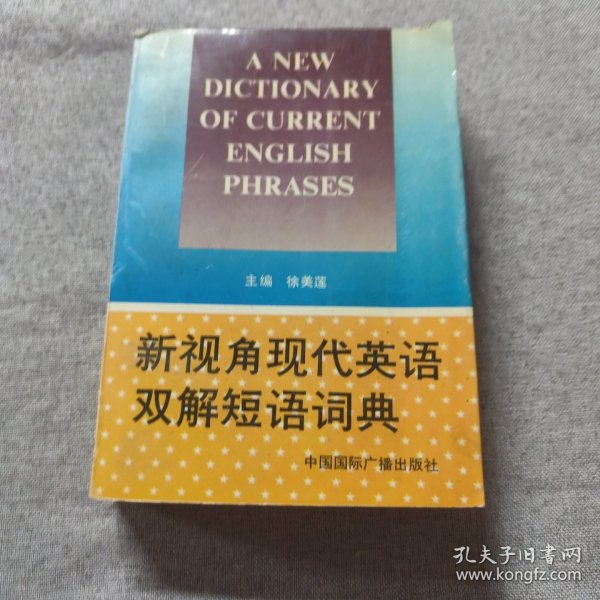 A NEW
DICTIONARY
OF CURRENT
ENGLISH
PHRASES
主编 徐美莲
新视角现代英语
双解短语词典
中国国际广播出版社
孔夫子旧书网
www.kongfz.com